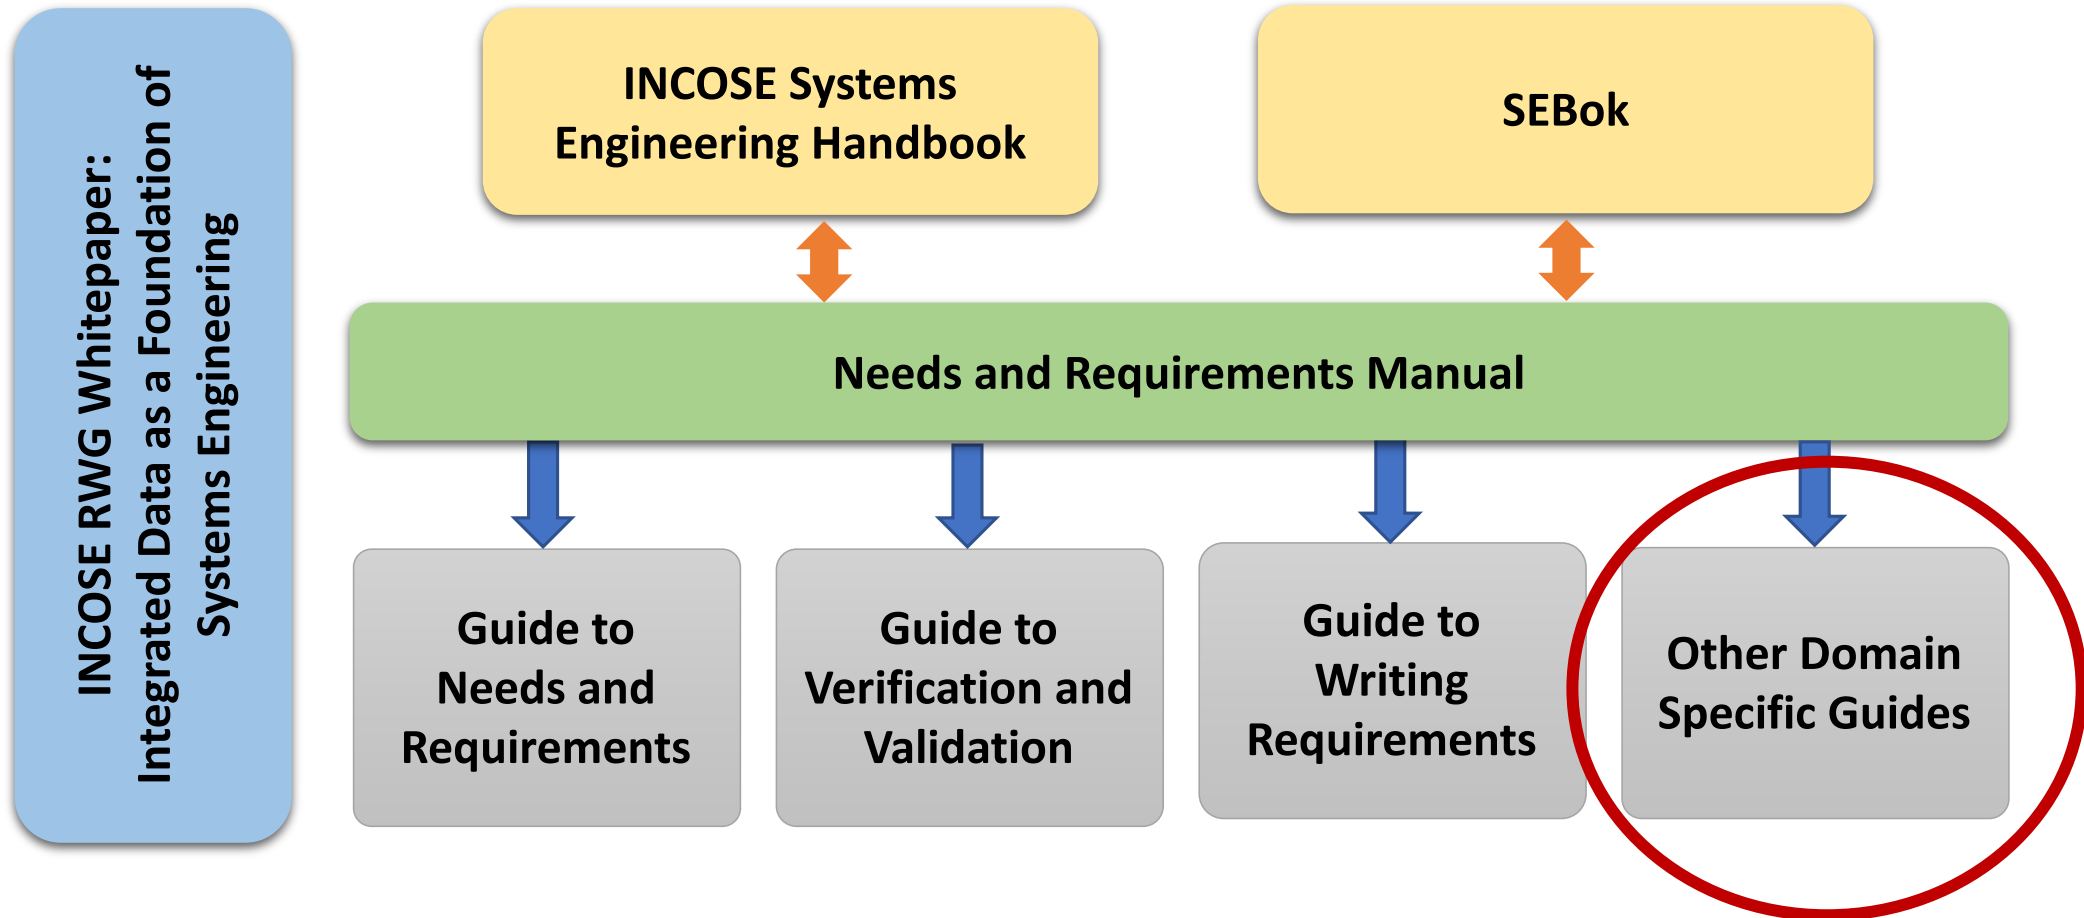 INCOSE RWG Whitepaper:
Integrated Data as a Foundation of
Systems Engineering
INCOSE Systems
Engineering Handbook
SEBok
Needs and Requirements Manual
Guide to
Needs and
Requirements
Guide to
Verification and
Validation
Guide to
Writing
Requirements
Other Domain
Specific Guides